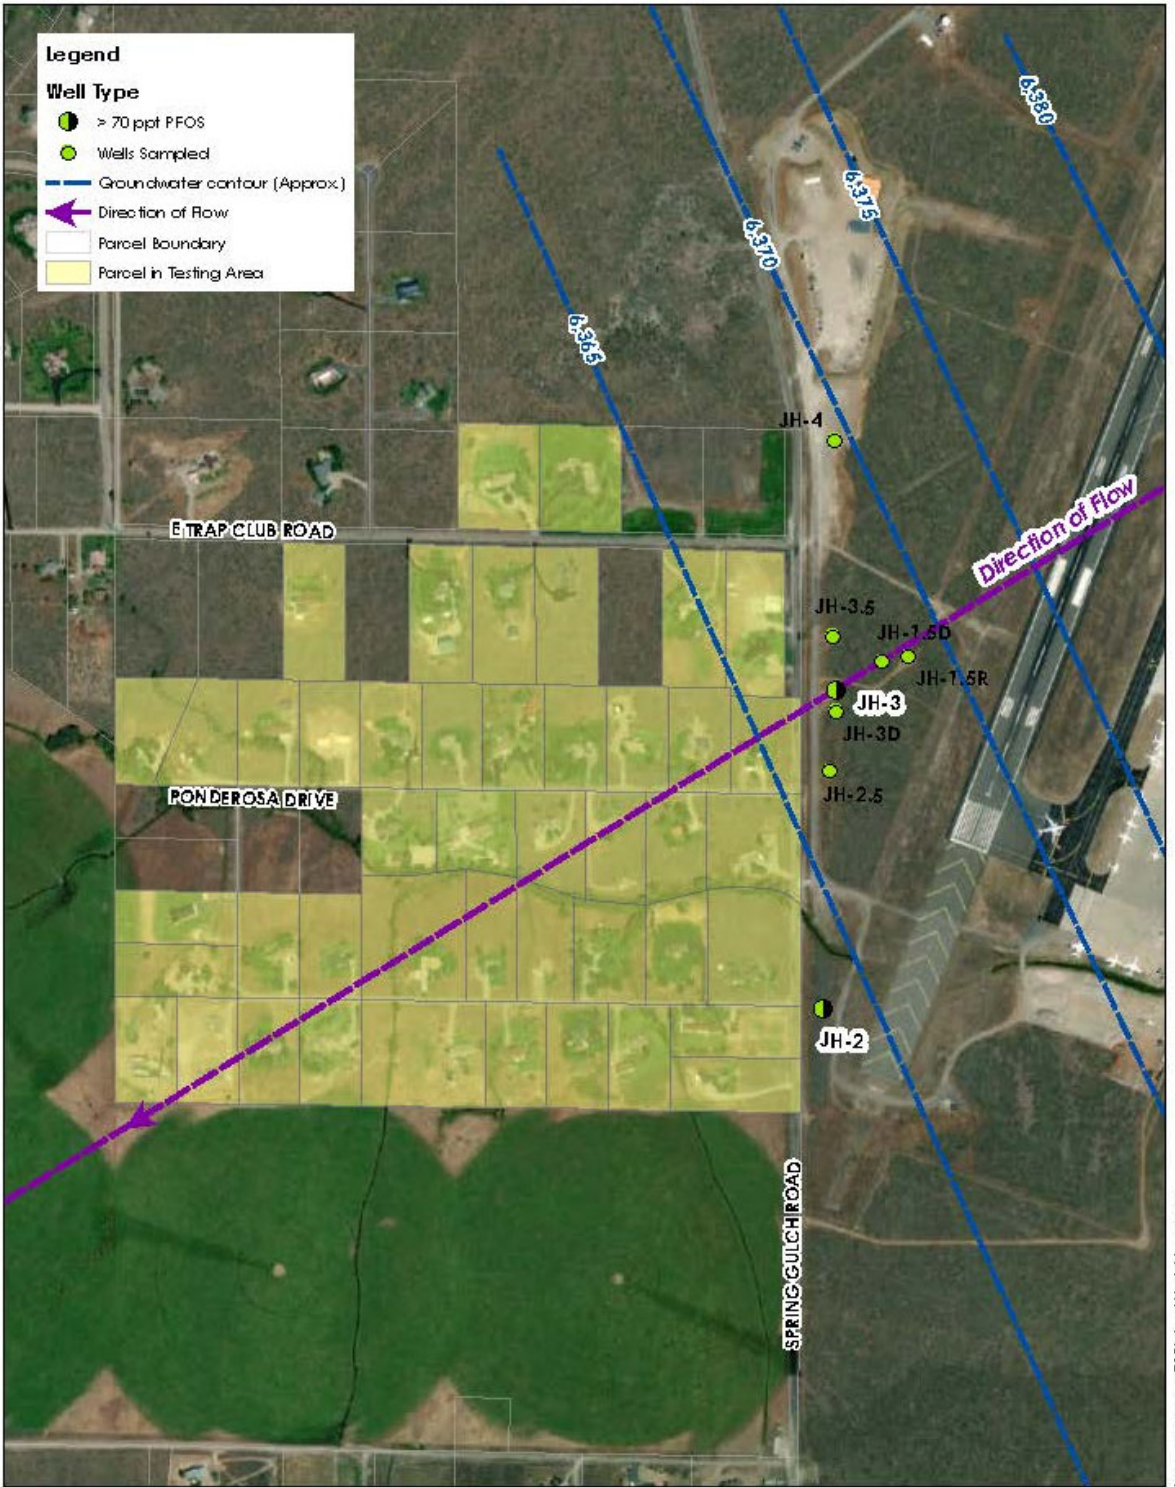 Legend
Well Type
> 70 ppt PFOS
Wells Sampled
Groundwater contour (Approx.)
Direction of Flow
Parcel Boundary
Parcel in Testing Area
6,380
6,375
6,370
6,365
JH-4
Direction of Flow
E TRAP CLUB ROAD
JH-3.5
JH-1.5D
JH-1.5R
JH-3
JH-3D
JH-2.5
PONDEROSA DRIVE
JH-2
SPRING GULCH ROAD